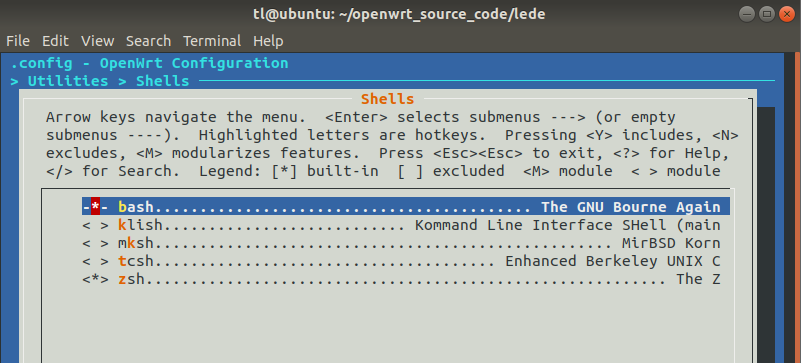 tl@ubuntu: ~/openwrt_source_code/lede
File Edit View Search Terminal Help
.config - OpenWrt Configuration
> Utilities > Shells
Shells
Arrow keys navigate the menu. <Enter> selects submenus ---> (or empty
submenus ----). Highlighted letters are hotkeys. Pressing <Y> includes, <N>
excludes, <M> modularizes features. Press <Esc><Esc> to exit, <?> for Help,
</> for Search. Legend: [*] built-in [ ] excluded <M> module < > module
-*- bash.......................................... The GNU Bourne Again
< > klish........................... Kommand Line Interface SHell (main
< > mksh...................................................... MirBSD Korn
< > tcsh...................................... Enhanced Berkeley UNIX C
<*> zsh............................................................. The Z